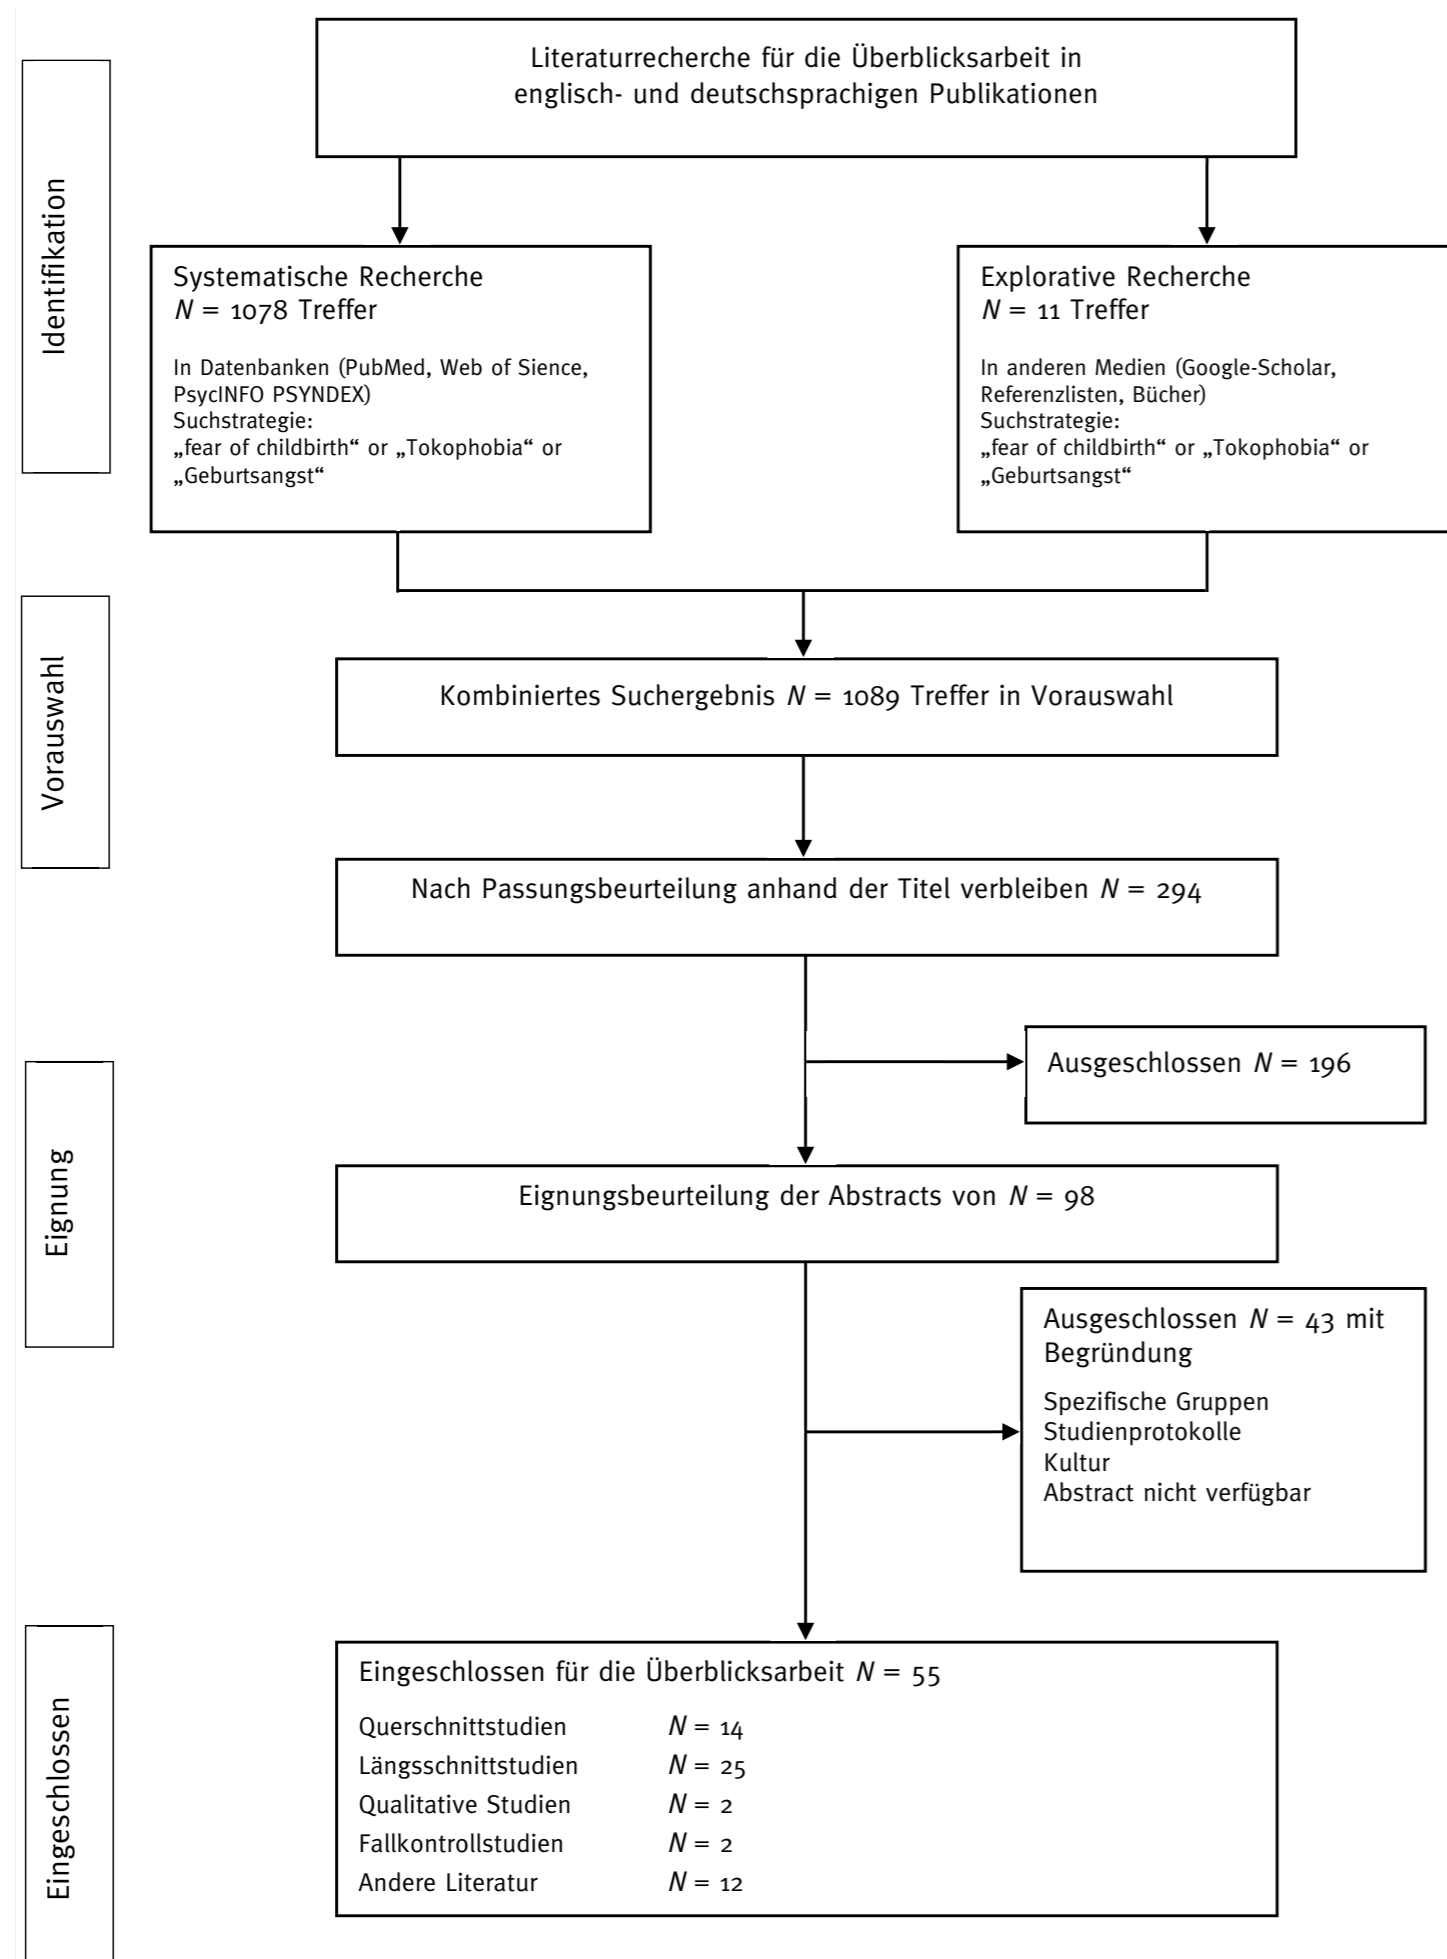 Literaturrecherche für die Überblicksarbeit in
englisch- und deutschsprachigen Publikationen
Identifikation
Systematische Recherche
N = 1078 Treffer
In Datenbanken (PubMed, Web of Sience,
PsycINFO PSYNDEX)
Suchstrategie:
„fear of childbirth“ or „Tokophobia“ or
„Geburtsangst“
Explorative Recherche
N = 11 Treffer
In anderen Medien (Google-Scholar,
Referenzlisten, Bücher)
Suchstrategie:
„fear of childbirth“ or „Tokophobia“ or
„Geburtsangst“
Vorauswahl
Kombiniertes Suchergebnis N = 1089 Treffer in Vorauswahl
Nach Passungsbeurteilung anhand der Titel verbleiben N = 294
Ausgeschlossen N = 196
Eignung
Eignungsbeurteilung der Abstracts von N = 98
Ausgeschlossen N = 43 mit
Begründung
Spezifische Gruppen
Studienprotokolle
Kultur
Abstract nicht verfügbar
Eingeschlossen
Eingeschlossen für die Überblicksarbeit N = 55
Querschnittstudien N = 14
Längsschnittstudien N = 25
Qualitative Studien N = 2
Fallkontrollstudien N = 2
Andere Literatur N = 12